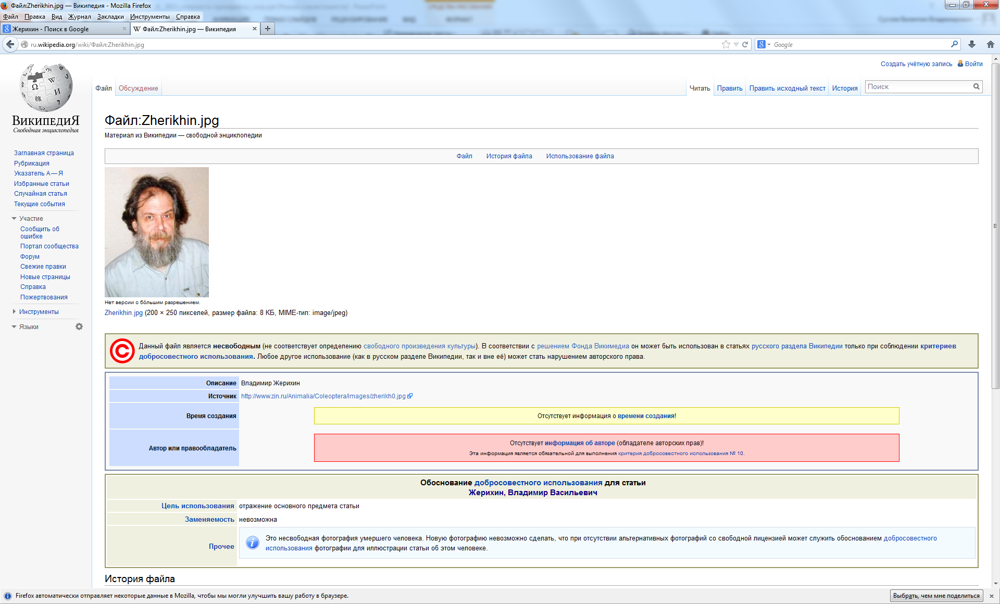 Файл:Zherikhin.jpg — Википедия - Mozilla Firefox
Файл Правка Вид Журнал Закладки Инструменты Справка
Жерихин - Поиск в Google
Файл:Zherikhin.jpg — Википедия
ru.wikipedia.org/wiki/Файл:Zherikhin.jpg
Google
Создать учётную запись Войти
Файл Обсуждение
Читать Править Править исходный текст История
Поиск
ВикипедиЯ
Свободная энциклопедия
Заглавная страница
Рубрикация
Указатель А — Я
Избранные статьи
Случайная статья
Текущие события
Участие
Сообщить об
ошибке
Портал сообщества
Форум
Свежие правки
Новые страницы
Справка
Пожертвования
Инструменты
Языки
Файл:Zherikhin.jpg
Материал из Википедии — свободной энциклопедии
Файл История файла Использование файла
Нет версии с бо́льшим разрешением.
Zherikhin.jpg (200 × 250 пикселей, размер файла: 8 КБ, MIME-тип: image/jpeg)
Данный файл является несвободным (не соответствует определению свободного произведения культуры). В соответствии с решением Фонда Викимедиа он может быть использован в статьях русского раздела Википедии только при соблюдении критериев
добросовестного использования. Любое другое использование (как в русском разделе Википедии, так и вне её) может стать нарушением авторского права.
Описание Владимир Жерихин
Источник http://www.zin.ru/Animalia/Coleoptera/images/zherikh0.jpg
Время создания Отсутствует информация о времени создания!
Автор или правообладатель Отсутствует информация об авторе (обладателе авторских прав)!
Эта информация является обязательной для выполнения критерия добросовестного использования № 10.
Обоснование добросовестного использования для статьи
Жерихин, Владимир Васильевич
Цель использования отражение основного предмета статьи
Заменяемость невозможна
Прочее Это несвободная фотография умершего человека. Новую фотографию невозможно сделать, что при отсутствии альтернативных фотографий со свободной лицензией может служить обоснованием добросовестного
использования фотографии для иллюстрации статьи об этом человеке.
История файла
Firefox автоматически отправляет некоторые данные в Mozilla, чтобы мы могли улучшить вашу работу в браузере.
Выбрать, чем мне поделиться